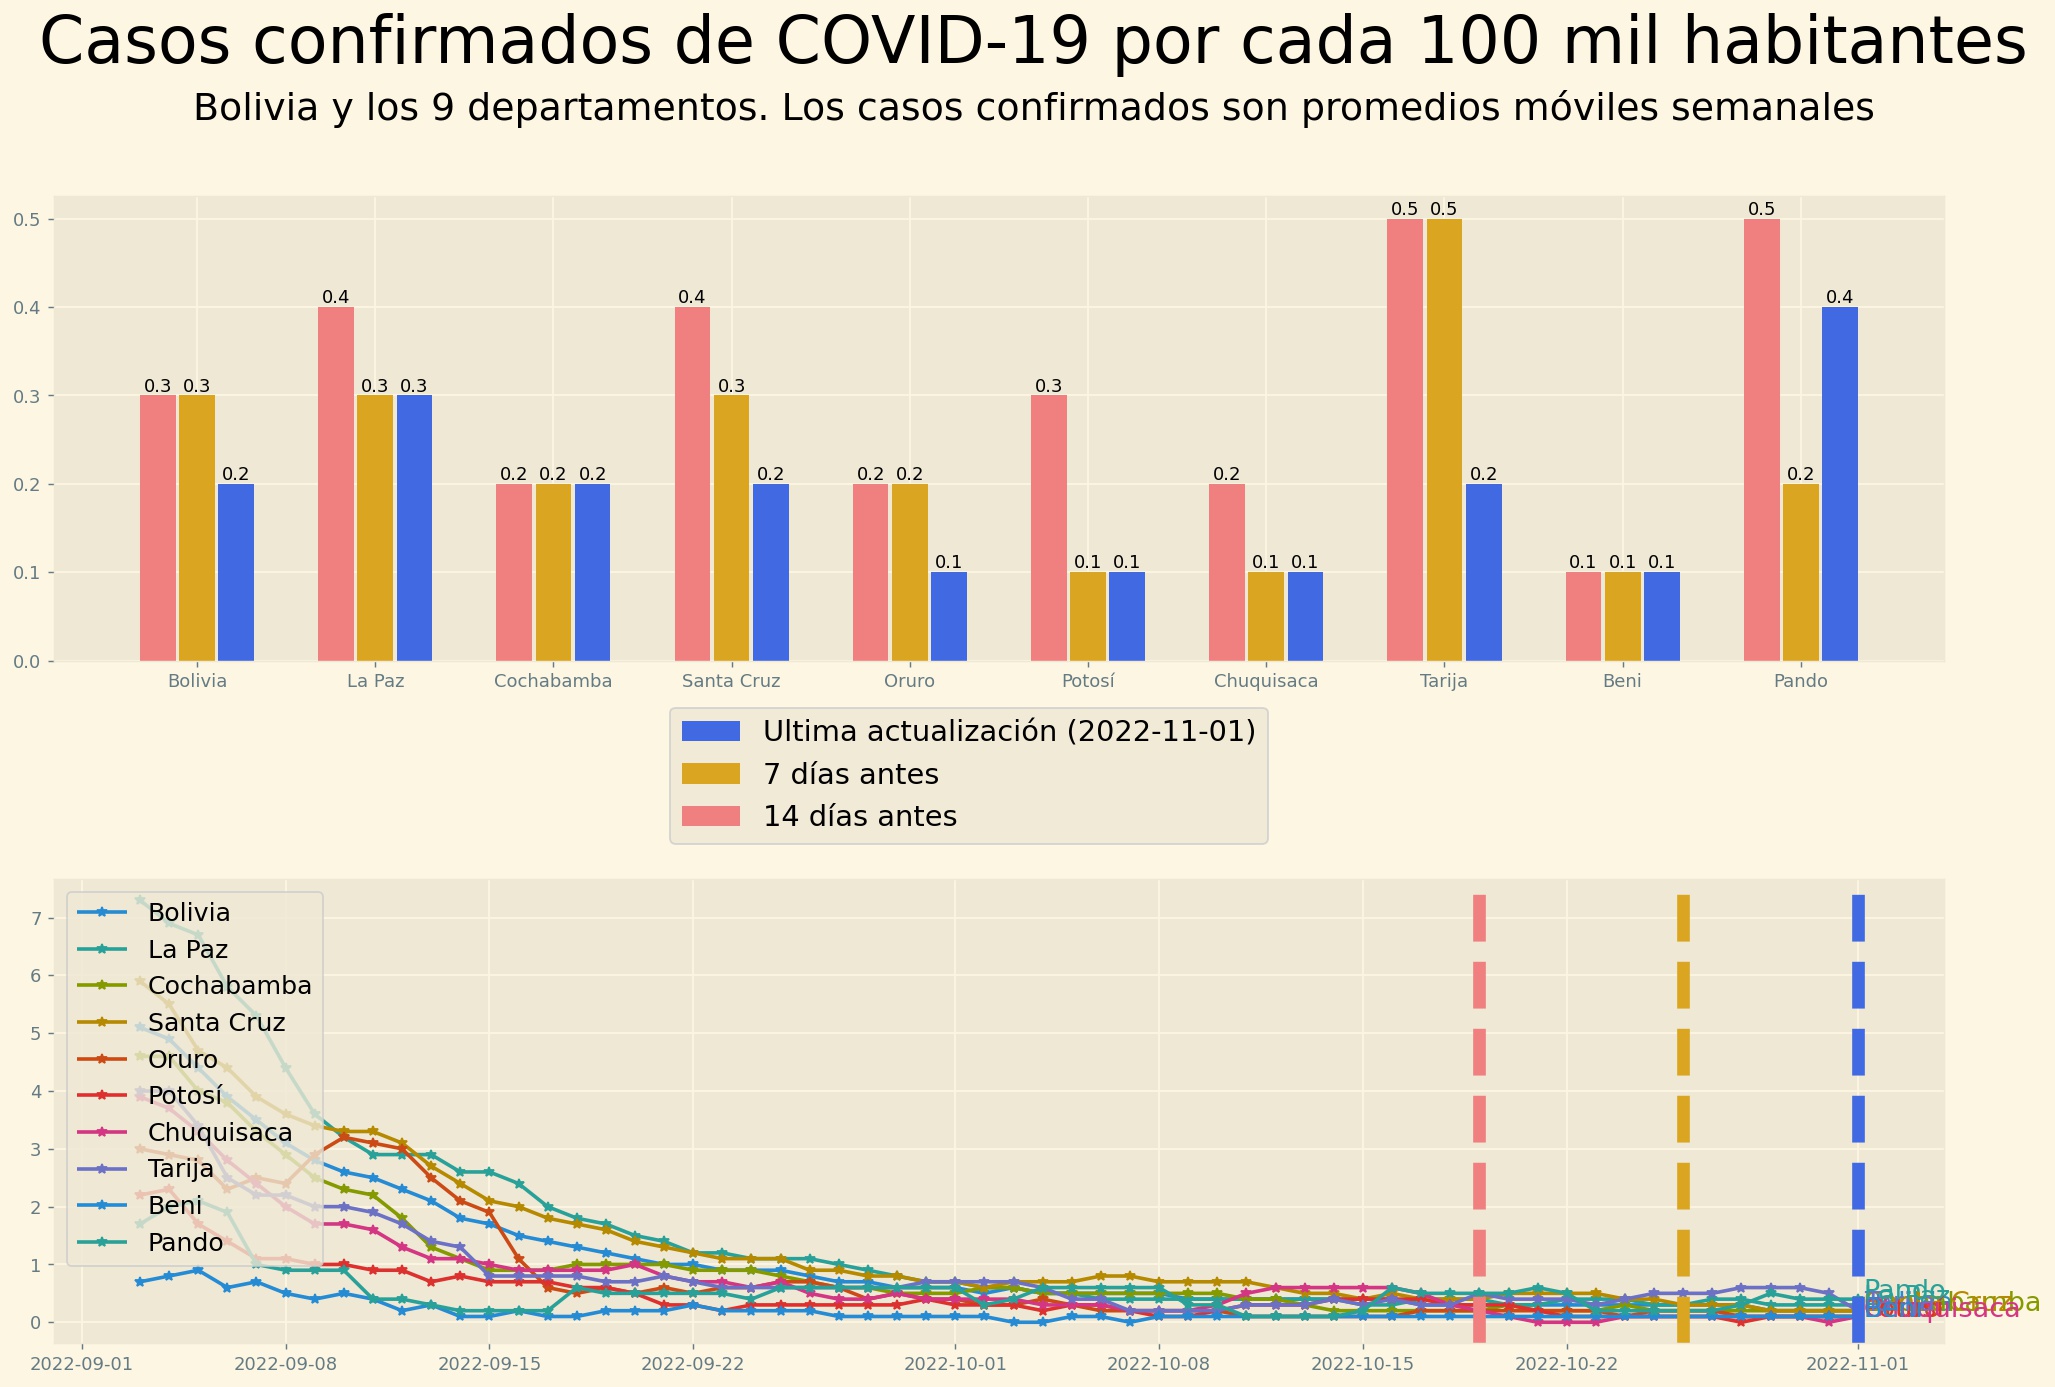 Casos confirmados de COVID-19 por cada 100 mil habitantes
Bolivia y los 9 departamentos. Los casos confirmados son promedios móviles semanales
0.5
0.4
0.3
0.2
0.1
0.0
0.3 0.3 0.2
0.4 0.3 0.3
0.2 0.2 0.2
0.4 0.3 0.2
0.2 0.2 0.1
0.3 0.1 0.1
0.2 0.1 0.1
0.5 0.5 0.2
0.1 0.1 0.1
0.5 0.2 0.4
Bolivia La Paz Cochabamba Santa Cruz Oruro Potosí Chuquisaca Tarija Beni Pando
Ultima actualización (2022-11-01)
7 días antes
14 días antes
7
6
5
4
3
2
1
0
Bolivia
La Paz
Cochabamba
Santa Cruz
Oruro
Potosí
Chuquisaca
Tarija
Beni
Pando
Pando
2022-09-01 2022-09-08 2022-09-15 2022-09-22 2022-10-01 2022-10-08 2022-10-15 2022-10-22 2022-11-01